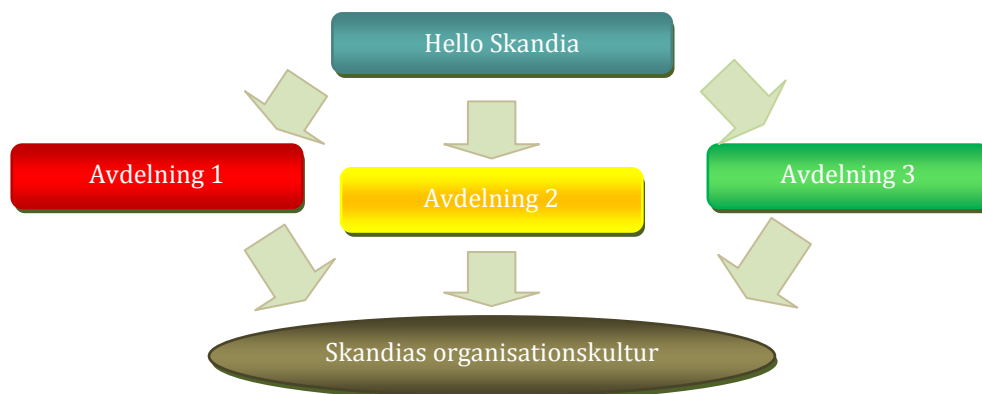 Hello Skandia
Avdelning 1
Avdelning 2
Avdelning 3
Skandias organisationskultur